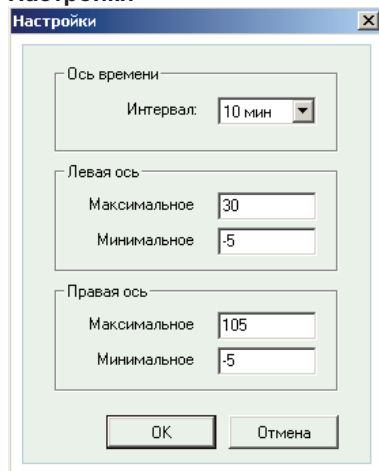 Настройки
Настройки
Ось времени
Интервал: 10 мин
Левая ось
Максимальное 30
Минимальное -5
Правая ось
Максимальное 105
Минимальное -5
OK Отмена